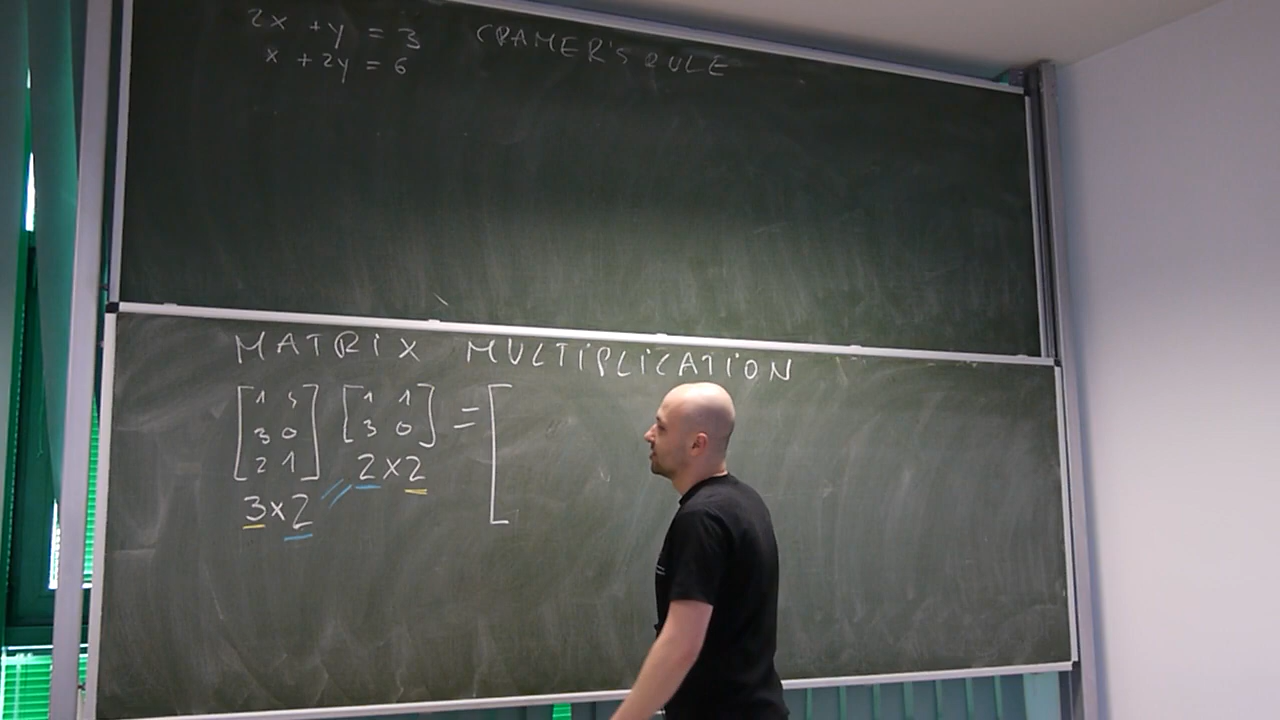 2x + y = 3
x + 2y = 6
CRAMER'S RULE
MATRIX MULTIPLICATION
[1 5] [1 1] = [
[3 0] [3 0]
[2 1] 2x2
3x2 //